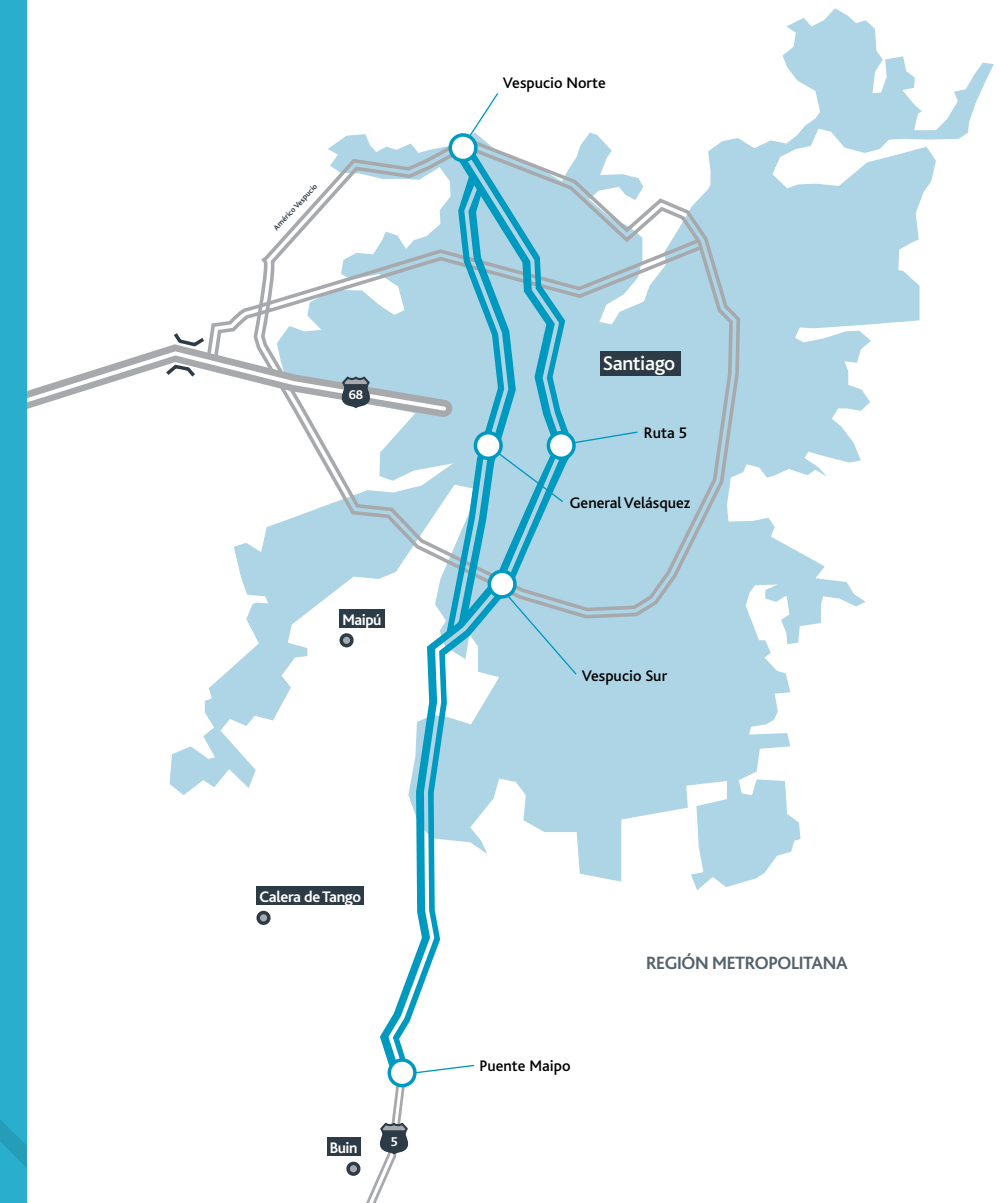 Vespucio Norte
Américo Vespucio
Santiago
68
Ruta 5
General Velásquez
Maipú
Vespucio Sur
Calera de Tango
REGIÓN METROPOLITANA
Puente Maipo
5
Buin